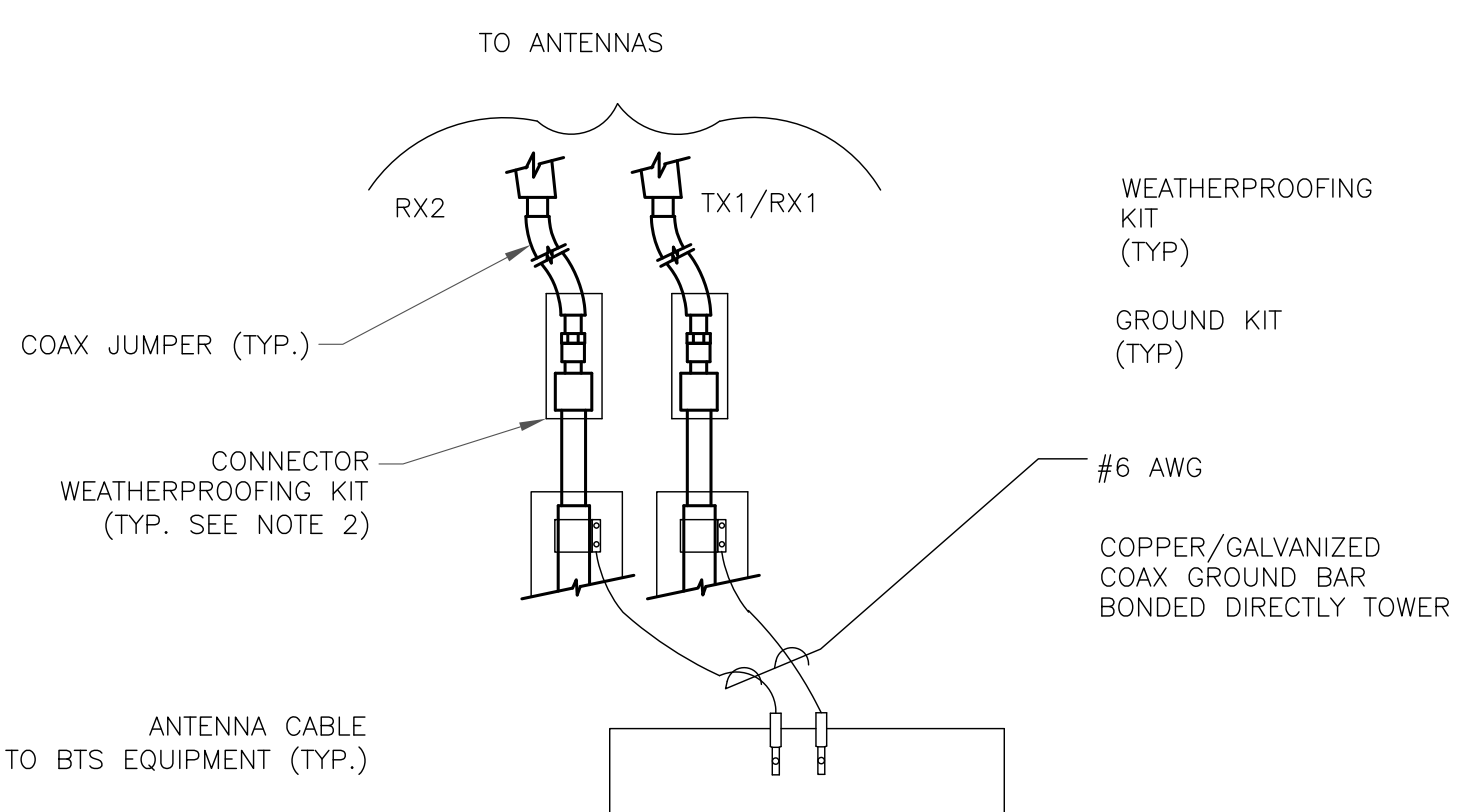 TO ANTENNAS
RX2
TX1/RX1
WEATHERPROOFING
KIT
(TYP)
GROUND KIT
(TYP)
COAX JUMPER (TYP.)
CONNECTOR
WEATHERPROOFING KIT
(TYP. SEE NOTE 2)
#6 AWG
COPPER/GALVANIZED
COAX GROUND BAR
BONDED DIRECTLY TOWER
ANTENNA CABLE
TO BTS EQUIPMENT (TYP.)